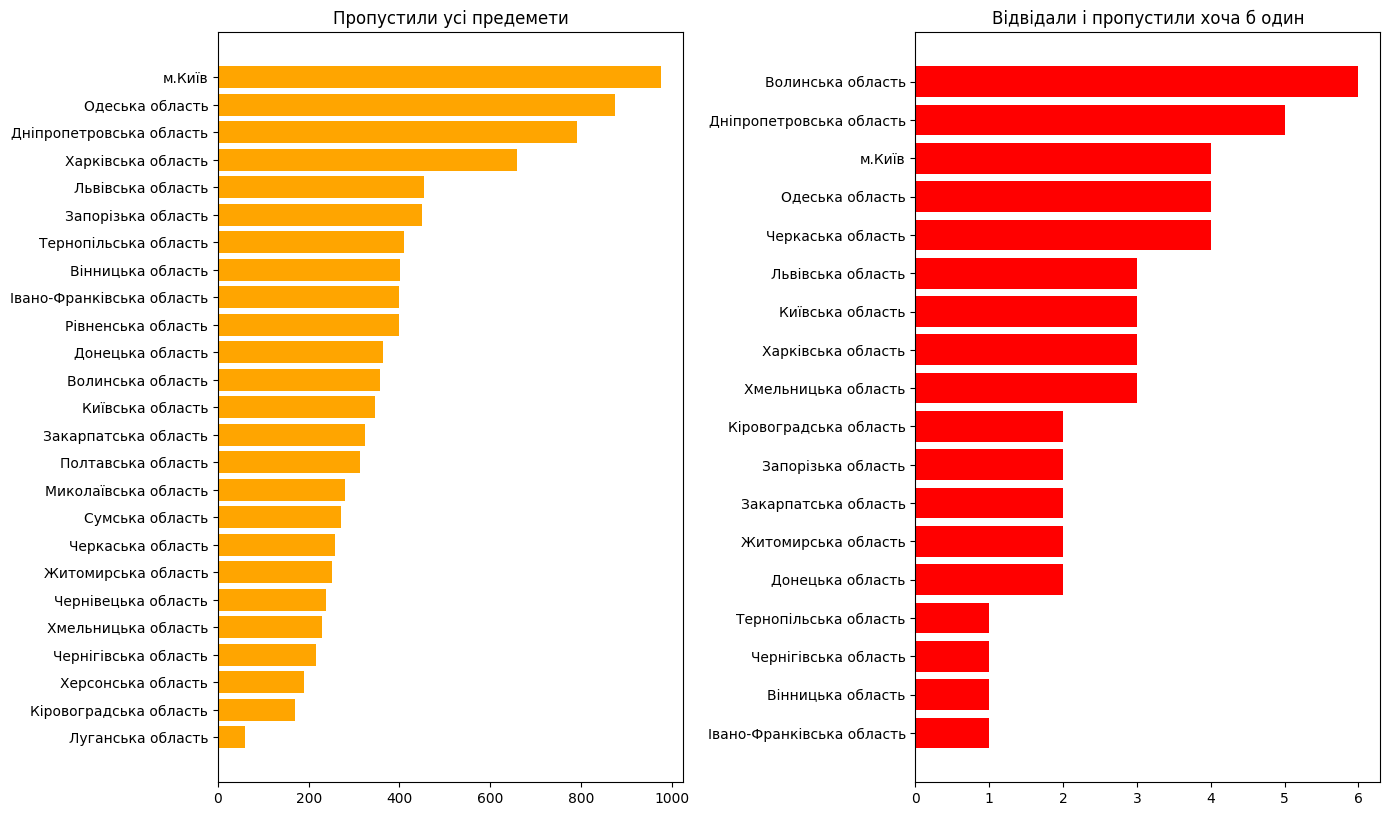 Пропустили усі предемети
м.Київ
Одеська область
Дніпропетровська область
Харківська область
Львівська область
Запорізька область
Тернопільська область
Вінницька область
Івано-Франківська область
Рівненська область
Донецька область
Волинська область
Київська область
Закарпатська область
Полтавська область
Миколаївська область
Сумська область
Черкаська область
Житомирська область
Чернівецька область
Хмельницька область
Чернігівська область
Херсонська область
Кіровоградська область
Луганська область
0 200 400 600 800 1000
Відвідали і пропустили хоча б один
Волинська область
Дніпропетровська область
м.Київ
Одеська область
Черкаська область
Львівська область
Київська область
Харківська область
Хмельницька область
Кіровоградська область
Запорізька область
Закарпатська область
Житомирська область
Донецька область
Тернопільська область
Чернігівська область
Вінницька область
Івано-Франківська область
0 1 2 3 4 5 6